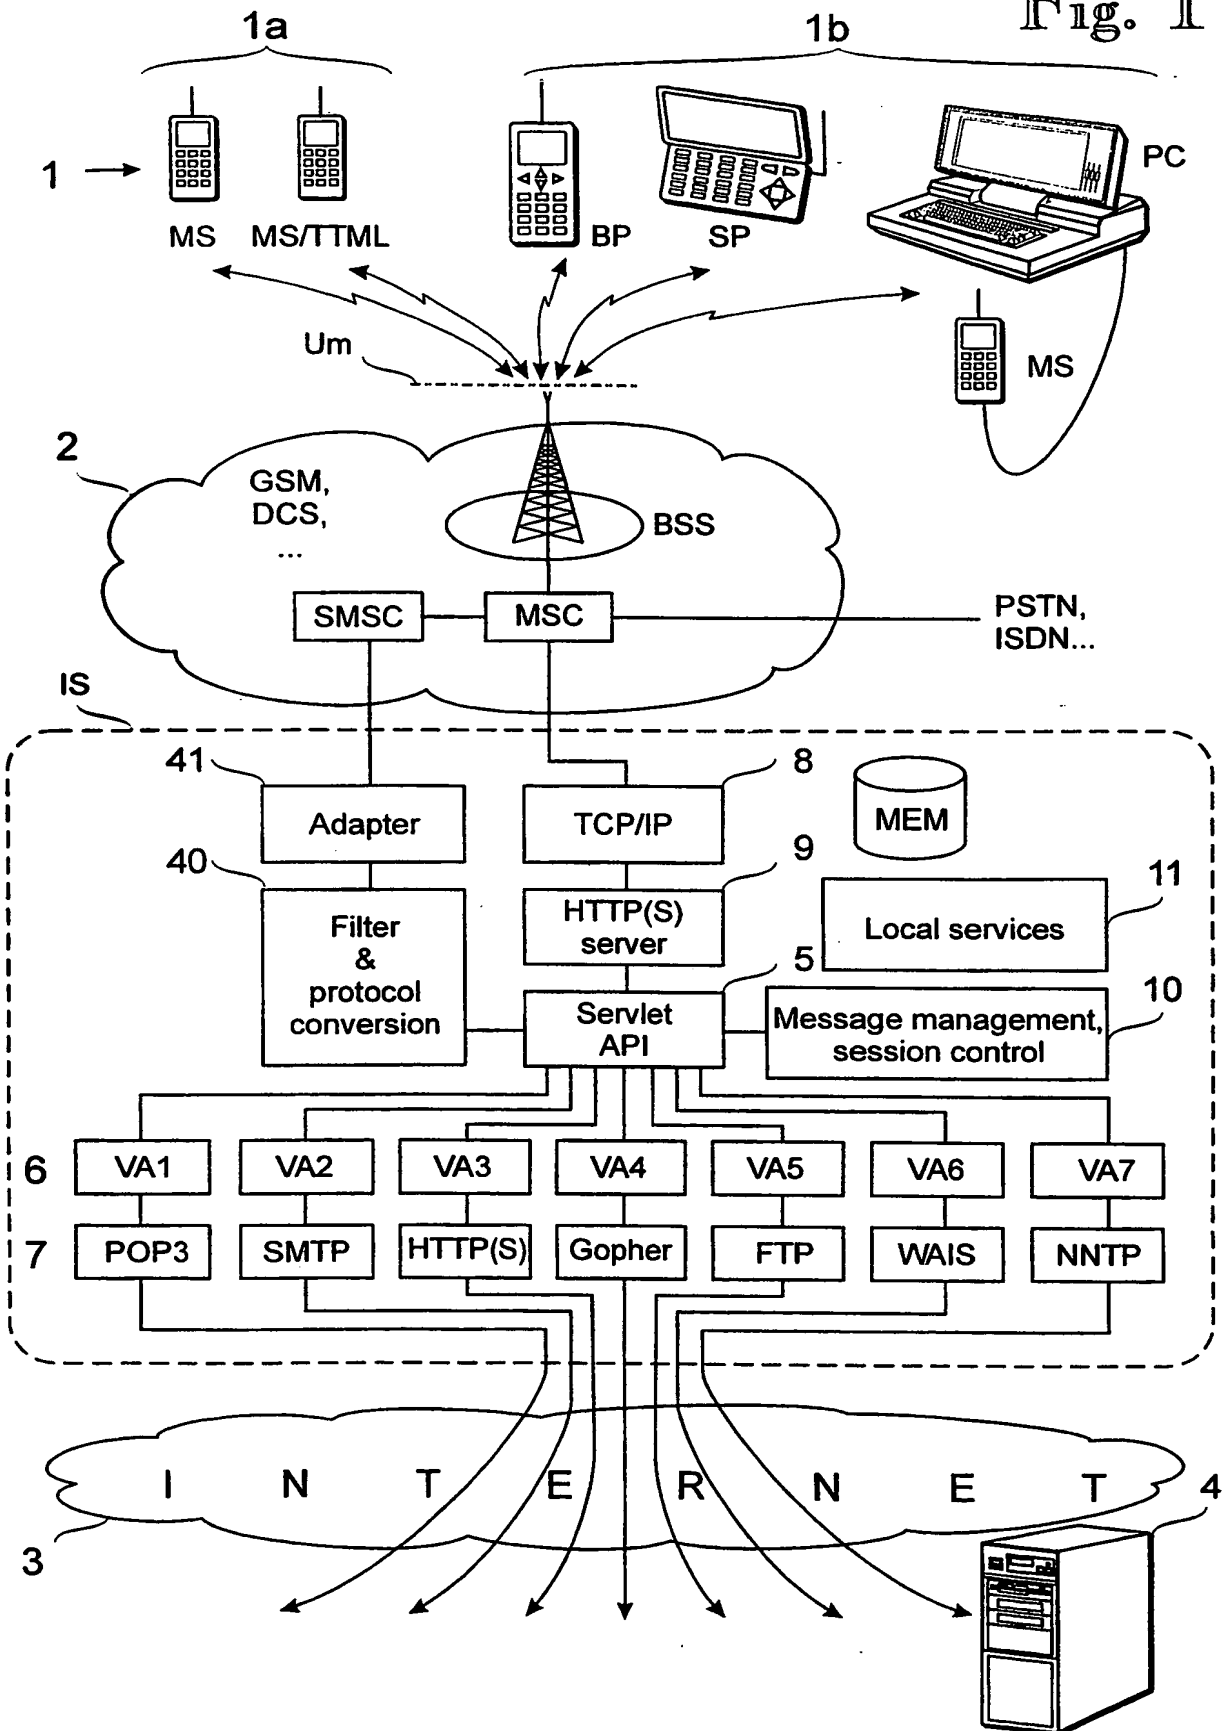 Fig. 1
1a
1b
1
PC
MS
MS/TTML
BP
SP
MS
Um
2
GSM,
DCS,
...
BSS
SMSC
MSC
PSTN,
ISDN...
IS
41
8
Adapter
TCP/IP
MEM
40
9
11
Filter
&
protocol
conversion
HTTP(S)
server
Local services
5
10
Servlet
API
Message management,
session control
6
VA1
VA2
VA3
VA4
VA5
VA6
VA7
7
POP3
SMTP
HTTP(S)
Gopher
FTP
WAIS
NNTP
I N T E R N E T
4
3